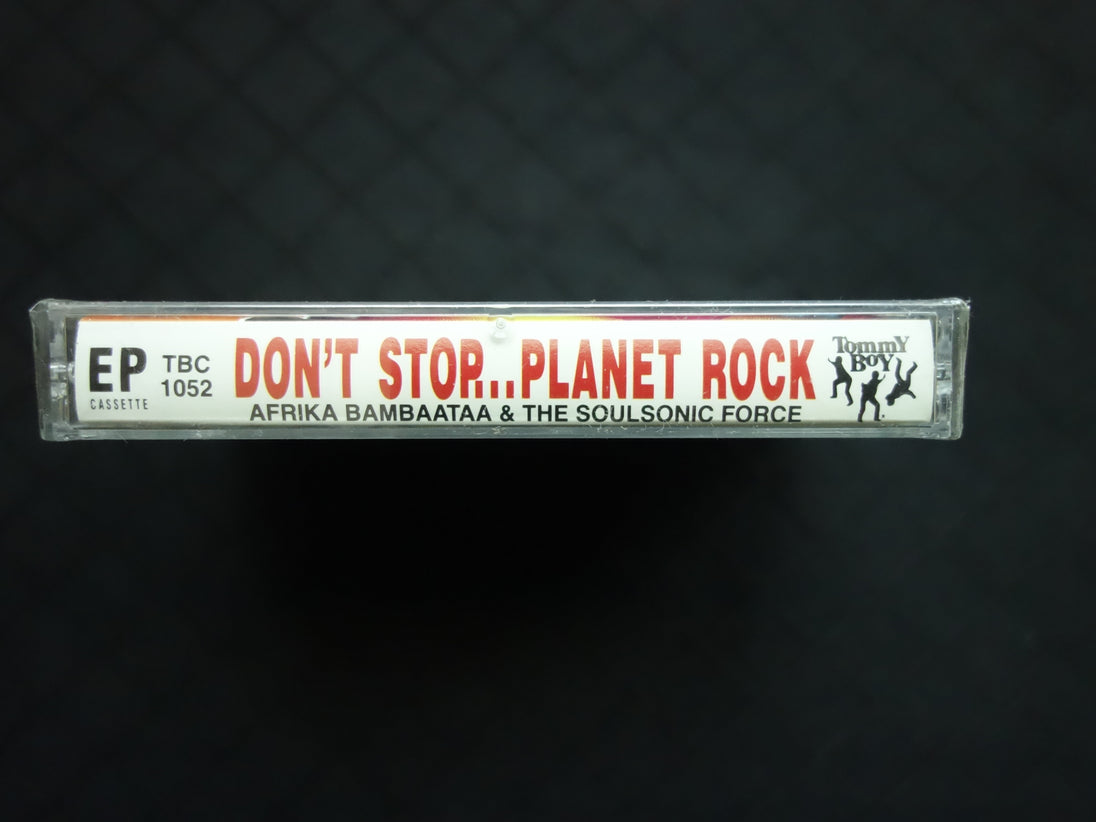 EP
CASSETTE
TBC
1052
DON'T STOP...PLANET ROCK
AFRIKA BAMBAATAA & THE SOULSONIC FORCE
Tommy
Boy